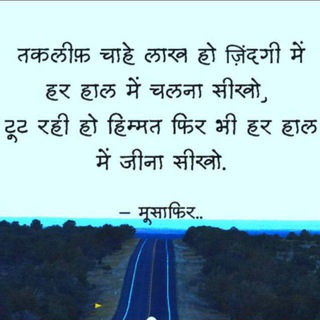 तकलीफ़ चाहे लाख हो ज़िंदगी में
हर हाल में चलना सीखो,
टूट रही हो हिम्मत फिर भी हर हाल
में जीना सीखो.
– मूसाफिर..